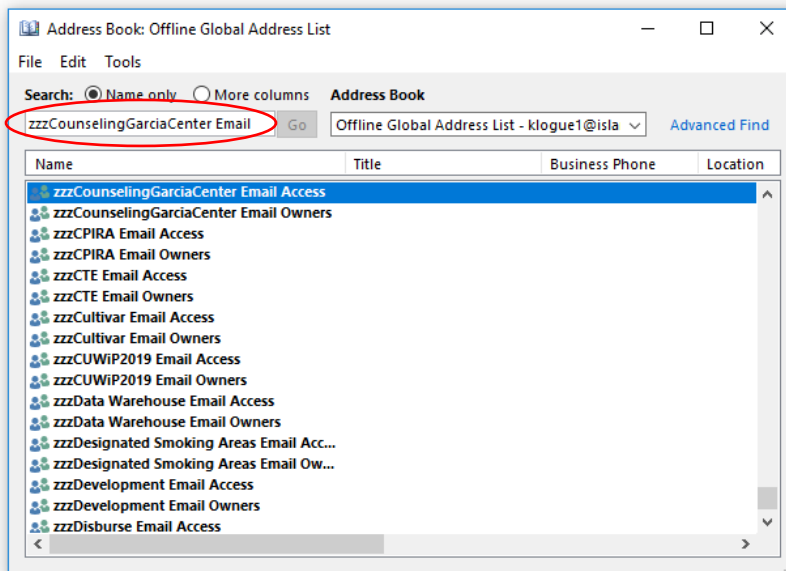 Address Book: Offline Global Address List
File Edit Tools
Search: Name only More columns Address Book
zzzCounselingGarciaCenter Email Go Offline Global Address List - klogue1@isla Advanced Find
Name Title Business Phone Location
zzzCounselingGarciaCenter Email Access
zzzCounselingGarciaCenter Email Owners
zzzCPIRA Email Access
zzzCPIRA Email Owners
zzzCTE Email Access
zzzCTE Email Owners
zzzCultivar Email Access
zzzCultivar Email Owners
zzzCUWiP2019 Email Access
zzzCUWiP2019 Email Owners
zzzData Warehouse Email Access
zzzData Warehouse Email Owners
zzzDesignated Smoking Areas Email Acc...
zzzDesignated Smoking Areas Email Ow...
zzzDevelopment Email Access
zzzDevelopment Email Owners
zzzDisburse Email Access